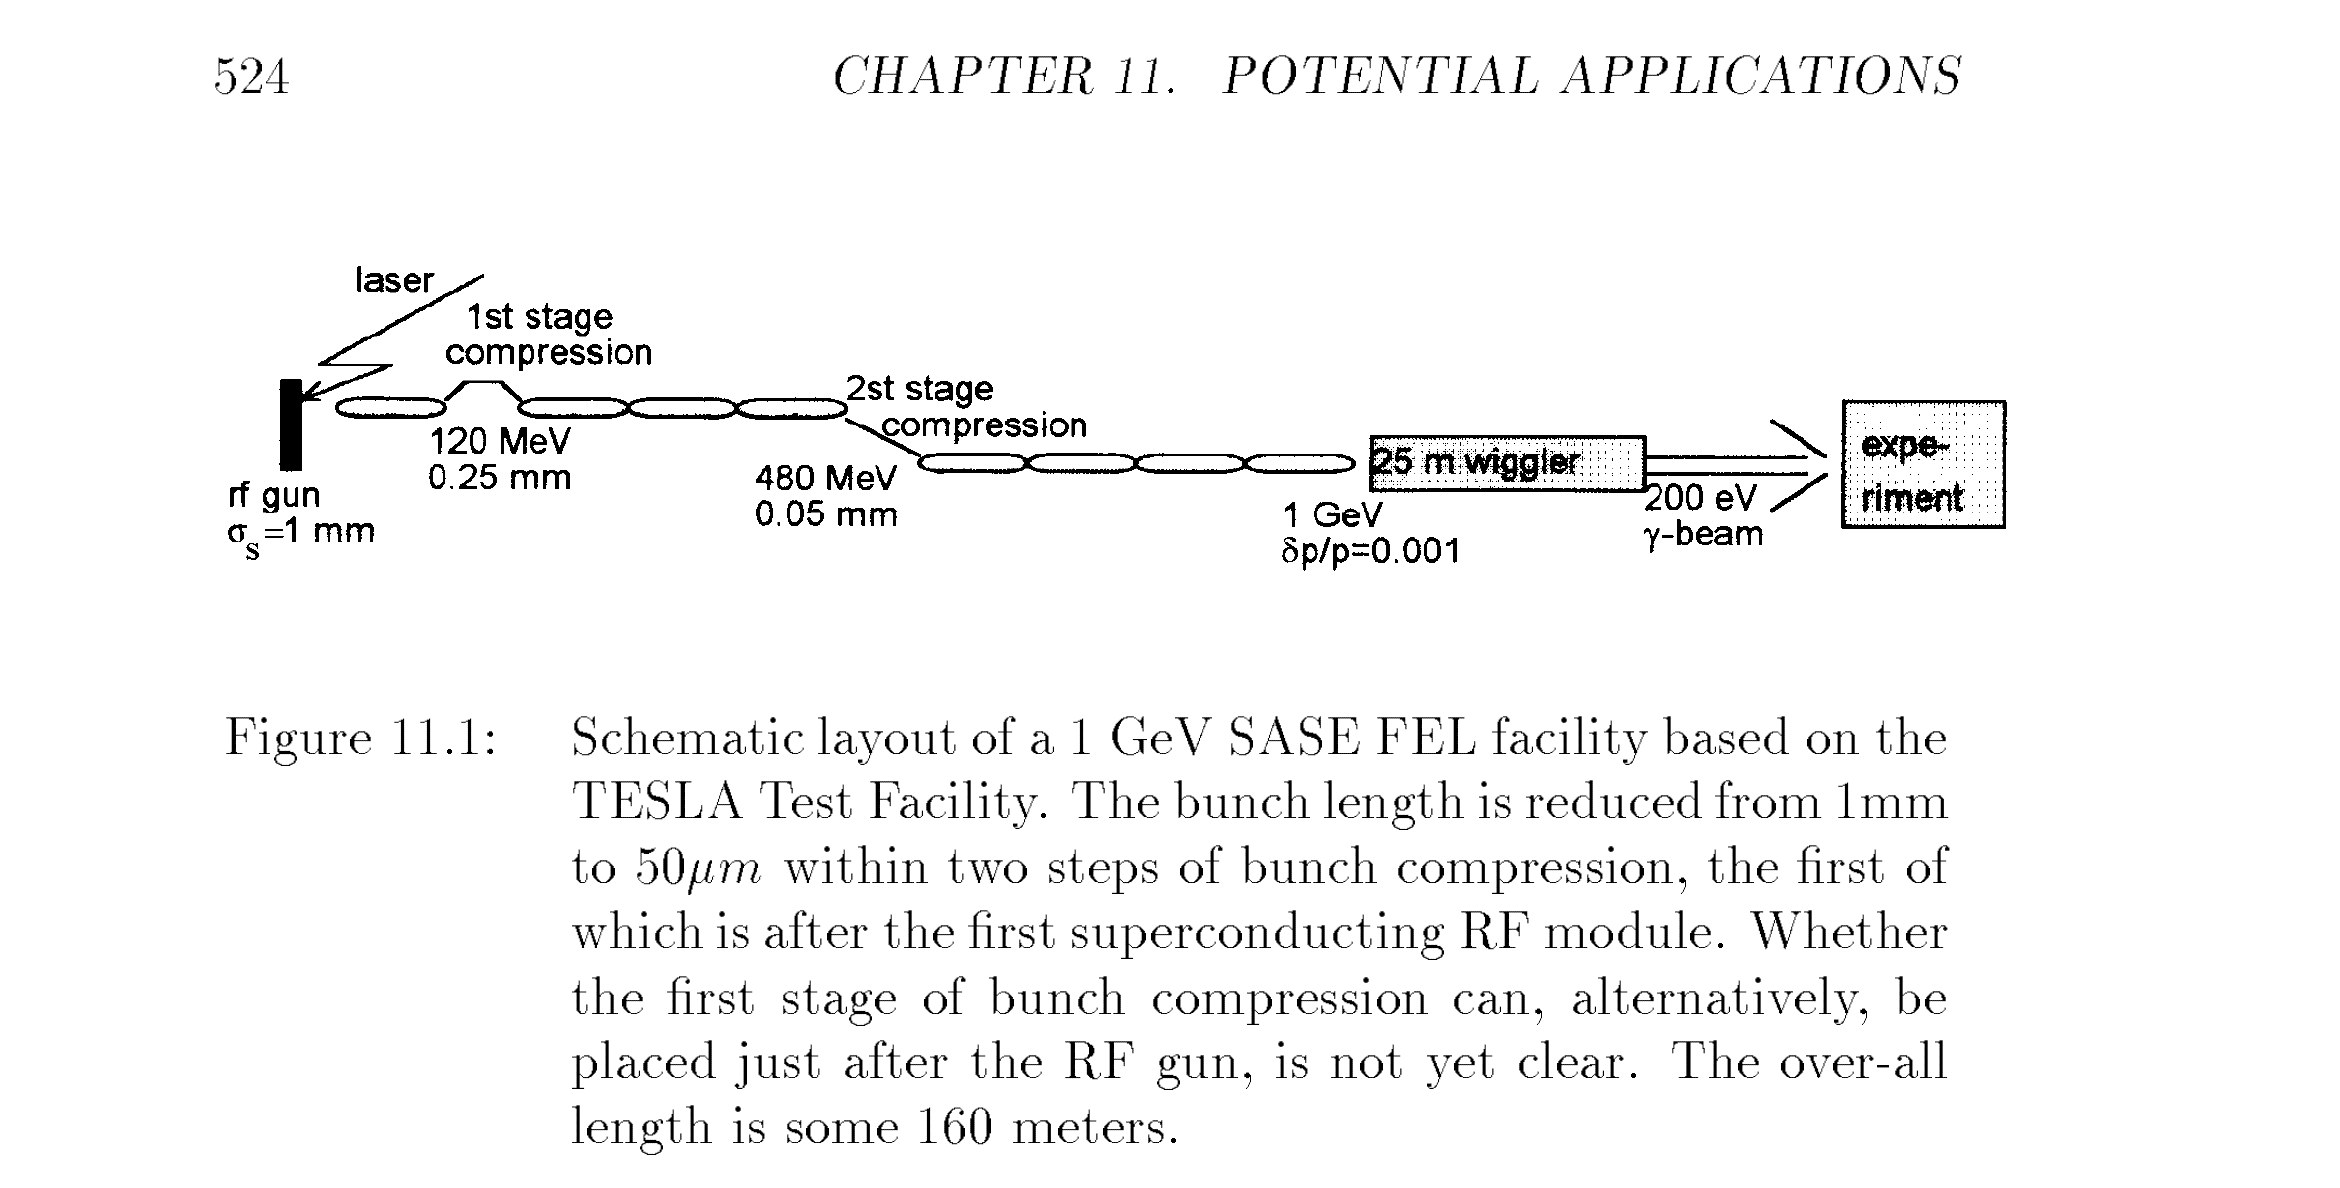 524 CHAPTER 11. POTENTIAL APPLICATIONS
laser
1st stage
compression
2st stage
compression
120 MeV
0.25 mm
480 MeV
0.05 mm
rf gun
σs=1 mm
25 m wiggler
1 GeV
δp/p=0.001
200 eV
γ-beam
expe-
riment
Figure 11.1: Schematic layout of a 1 GeV SASE FEL facility based on the
TESLA Test Facility. The bunch length is reduced from 1mm
to 50μm within two steps of bunch compression, the first of
which is after the first superconducting RF module. Whether
the first stage of bunch compression can, alternatively, be
placed just after the RF gun, is not yet clear. The over-all
length is some 160 meters.